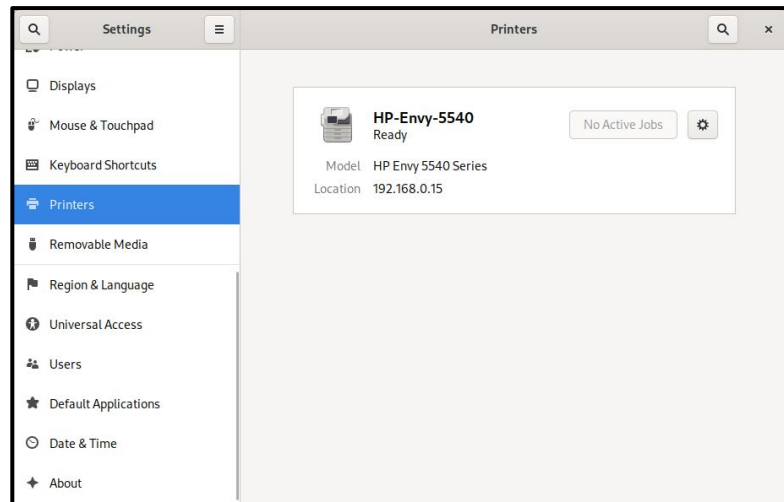 Settings
Printers
Displays
Mouse & Touchpad
Keyboard Shortcuts
Printers
Removable Media
Region & Language
Universal Access
Users
Default Applications
Date & Time
About
HP-Envy-5540
Ready
No Active Jobs
Model HP Envy 5540 Series
Location 192.168.0.15